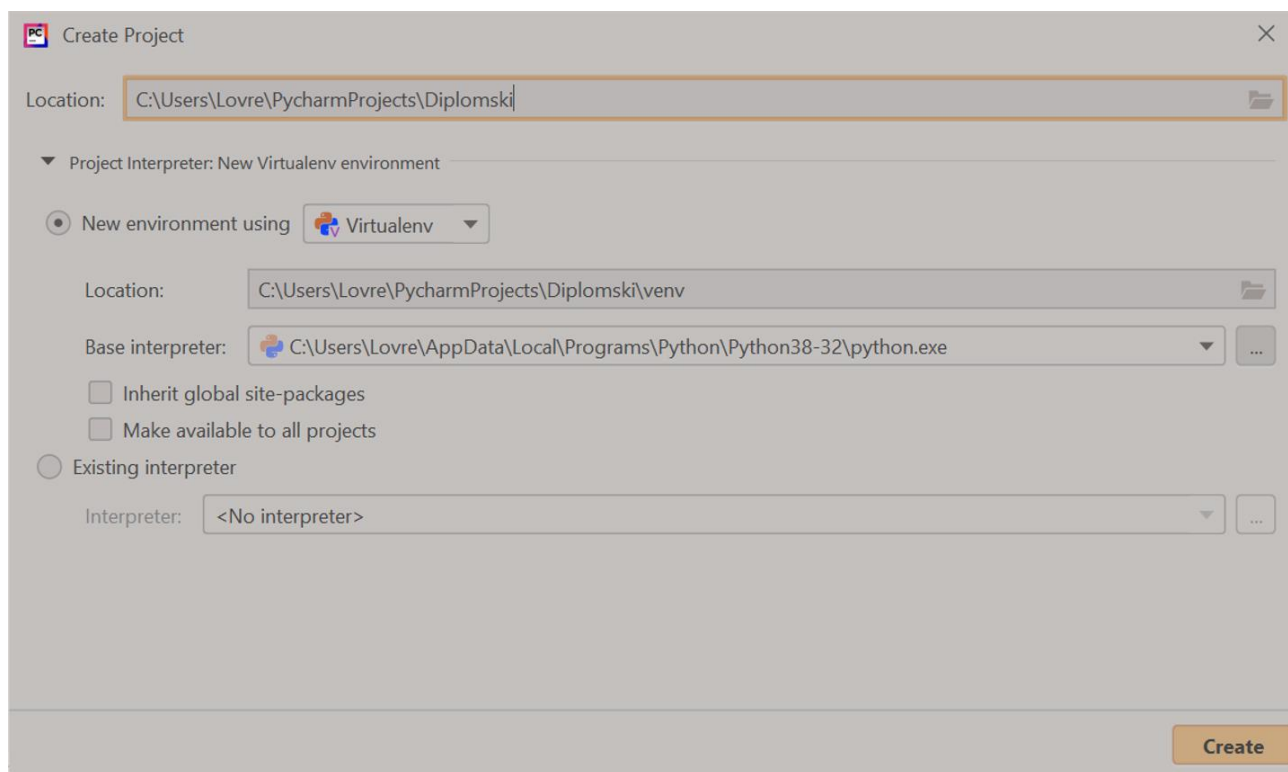 PC Create Project
Location: C:\Users\Lovre\PycharmProjects\Diplomski
Project Interpreter: New Virtualenv environment
New environment using Virtualenv
Location: C:\Users\Lovre\PycharmProjects\Diplomski\venv
Base interpreter: C:\Users\Lovre\AppData\Local\Programs\Python\Python38-32\python.exe ...
Inherit global site-packages
Make available to all projects
Existing interpreter
Interpreter: <No interpreter> ...
Create